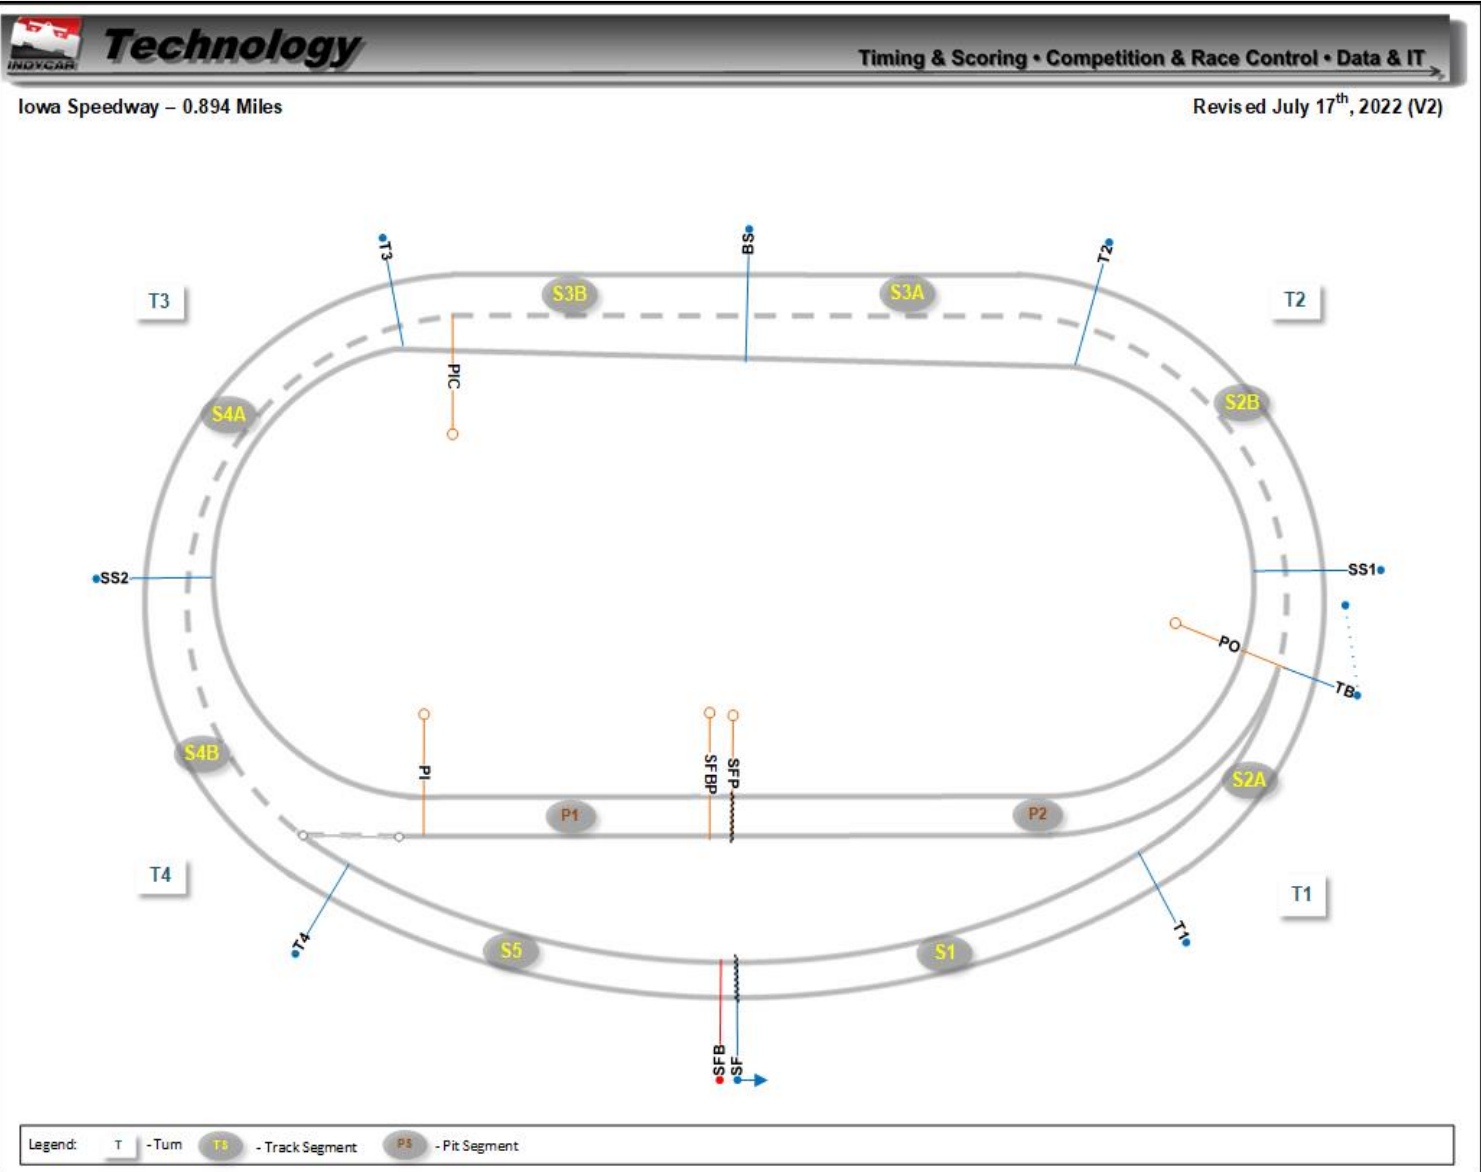 INDYCAR
Technology
Timing & Scoring • Competition & Race Control • Data & IT
Iowa Speedway – 0.894 Miles
Revised July 17th, 2022 (V2)
BS
T3
T2
T3
S3B
S3A
T2
PIC
S4A
S2B
SS2
SS1
PO
TB
S4B
PI
SFBP
SFP
S2A
P1
P2
T4
T1
T4
S5
S1
T1
SFB
SF
Legend:
T
- Turn
TS
- Track Segment
PS
- Pit Segment